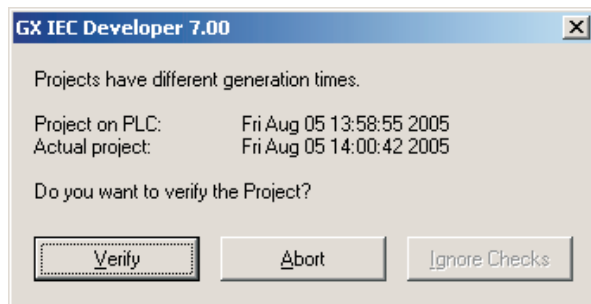 GX IEC Developer 7.00
Projects have different generation times.
Project on PLC: Fri Aug 05 13:58:55 2005
Actual project: Fri Aug 05 14:00:42 2005
Do you want to verify the Project?
Verify Abort Ignore Checks